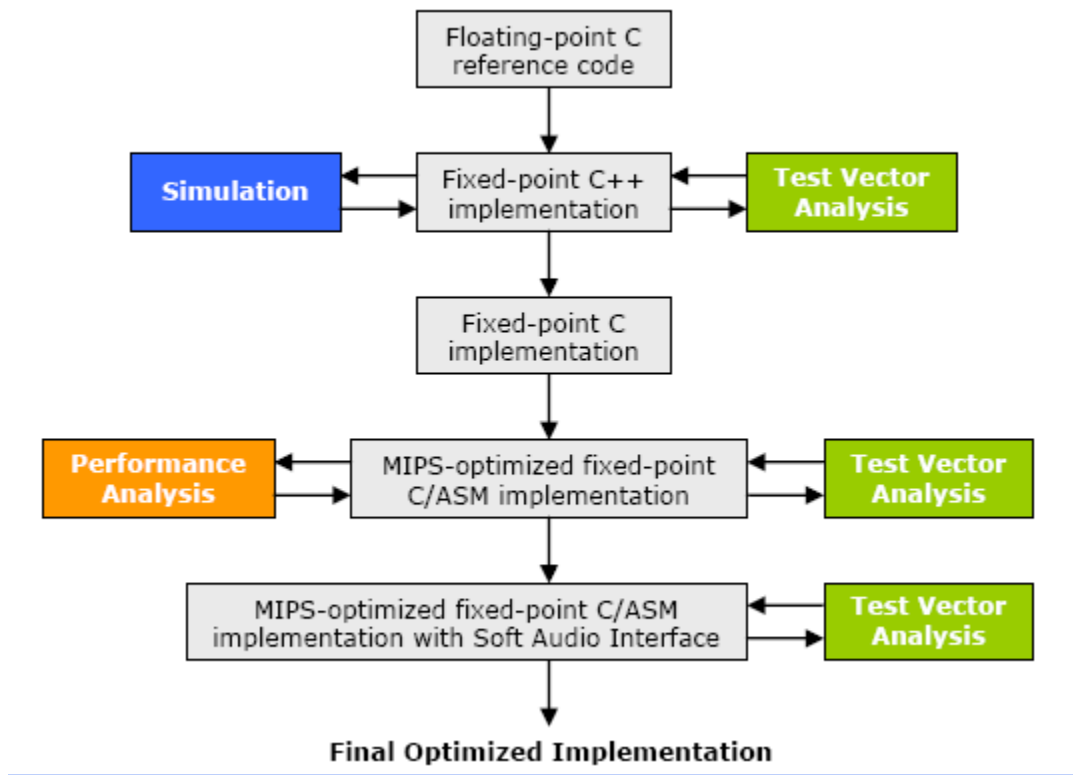 Floating-point C
reference code
Simulation
Fixed-point C++
implementation
Test Vector
Analysis
Fixed-point C
implementation
Performance
Analysis
MIPS-optimized fixed-point
C/ASM implementation
Test Vector
Analysis
MIPS-optimized fixed-point C/ASM
implementation with Soft Audio Interface
Test Vector
Analysis
Final Optimized Implementation